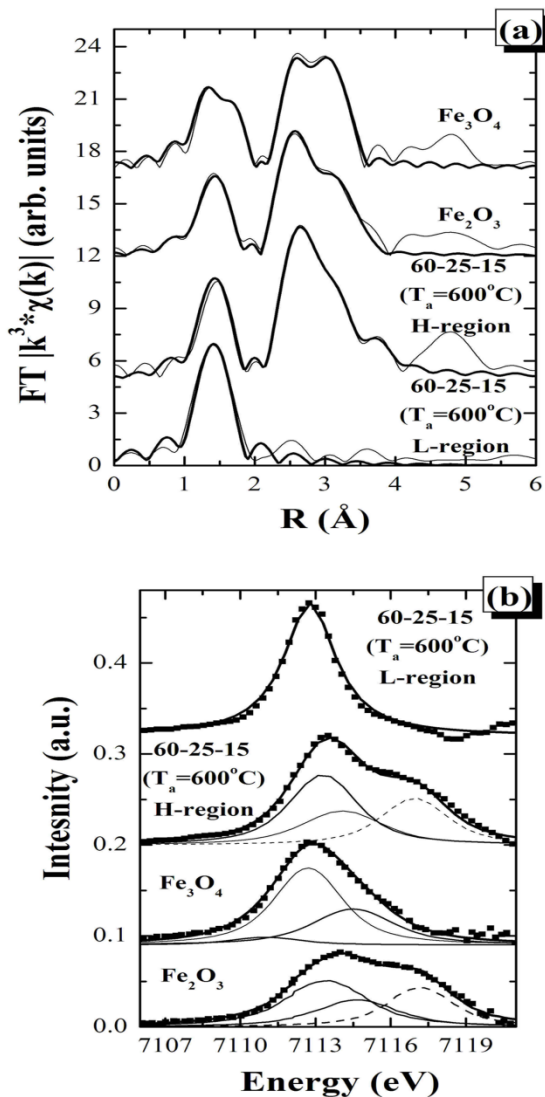 (a)
24
21
18
15
12
9
6
3
0
Fe3O4
Fe2O3
60-25-15
(Ta=600°C)
H-region
60-25-15
(Ta=600°C)
L-region
FT |k3*χ(k)| (arb. units)
0 1 2 3 4 5 6
R (Å)
(b)
0.4
0.3
0.2
0.1
0.0
60-25-15
(Ta=600°C)
L-region
60-25-15
(Ta=600°C)
H-region
Fe3O4
Fe2O3
Intesnity (a.u.)
7107 7110 7113 7116 7119
Energy (eV)